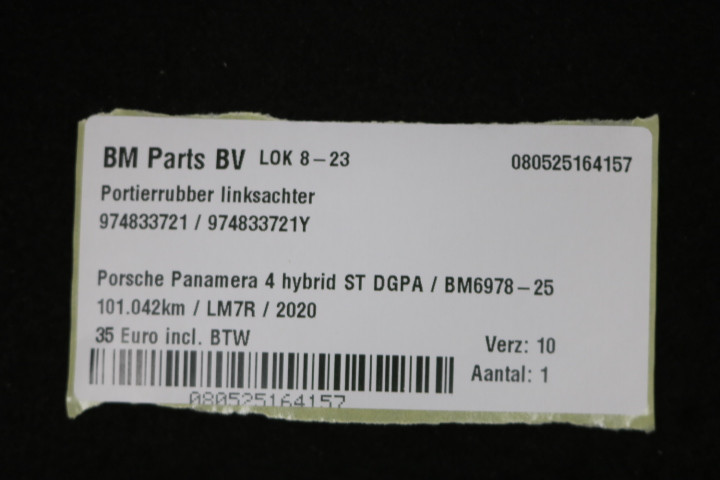 BM Parts BV LOK 8-23 080525164157
Portierrubber linksachter
974833721 / 974833721Y
Porsche Panamera 4 hybrid ST DGPA / BM6978-25
101.042km / LM7R / 2020
35 Euro incl. BTW
Verz: 10
Aantal: 1
080525164157